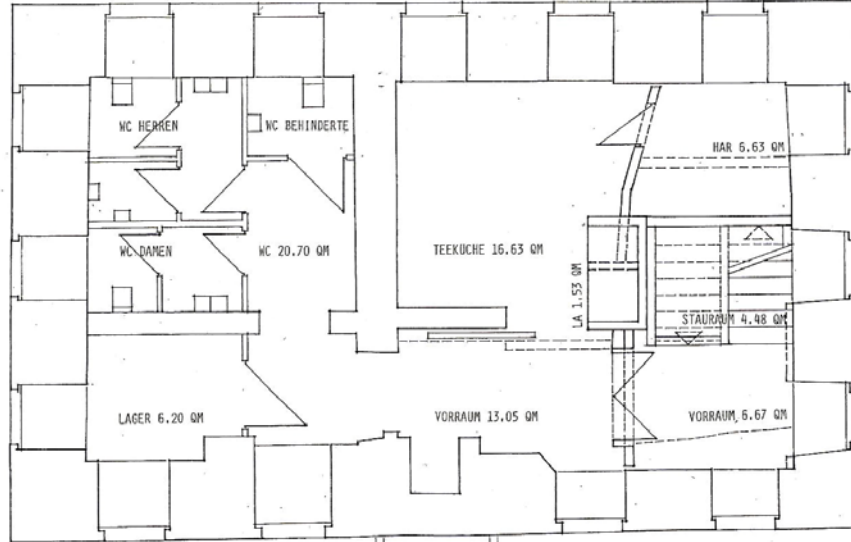 WC HERREN
WC BEHINDERTE
HAR 6.63 QM
WC DAMEN
WC 20.70 QM
TEEKÜCHE 16.63 QM
LA 1.53 QM
STAURAUM 4.48 QM
LAGER 6.20 QM
VORRAUM 13.05 QM
VORRAUM 6.67 QM